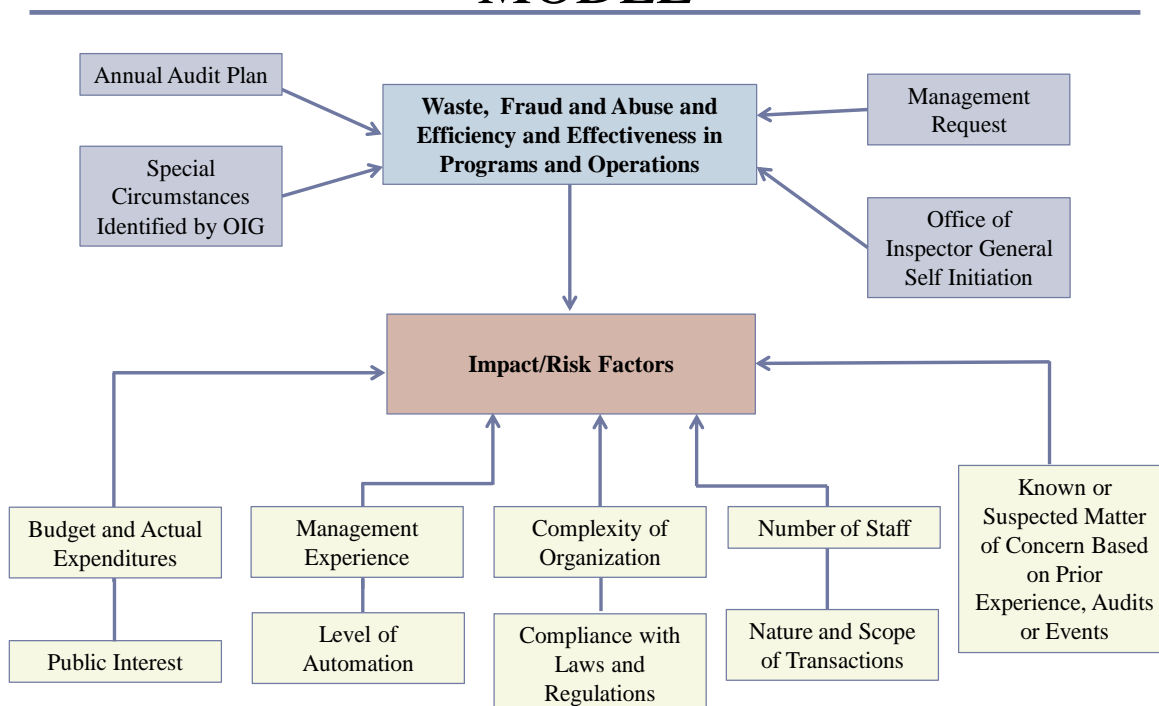 MODEL
Annual Audit Plan
Waste, Fraud and Abuse and
Efficiency and Effectiveness in
Programs and Operations
Management
Request
Special
Circumstances
Identified by OIG
Office of
Inspector General
Self Initiation
Impact/Risk Factors
Budget and Actual
Expenditures
Management
Experience
Complexity of
Organization
Number of Staff
Known or
Suspected Matter
of Concern Based
on Prior
Experience, Audits
or Events
Public Interest
Level of
Automation
Compliance with
Laws and
Regulations
Nature and Scope
of Transactions